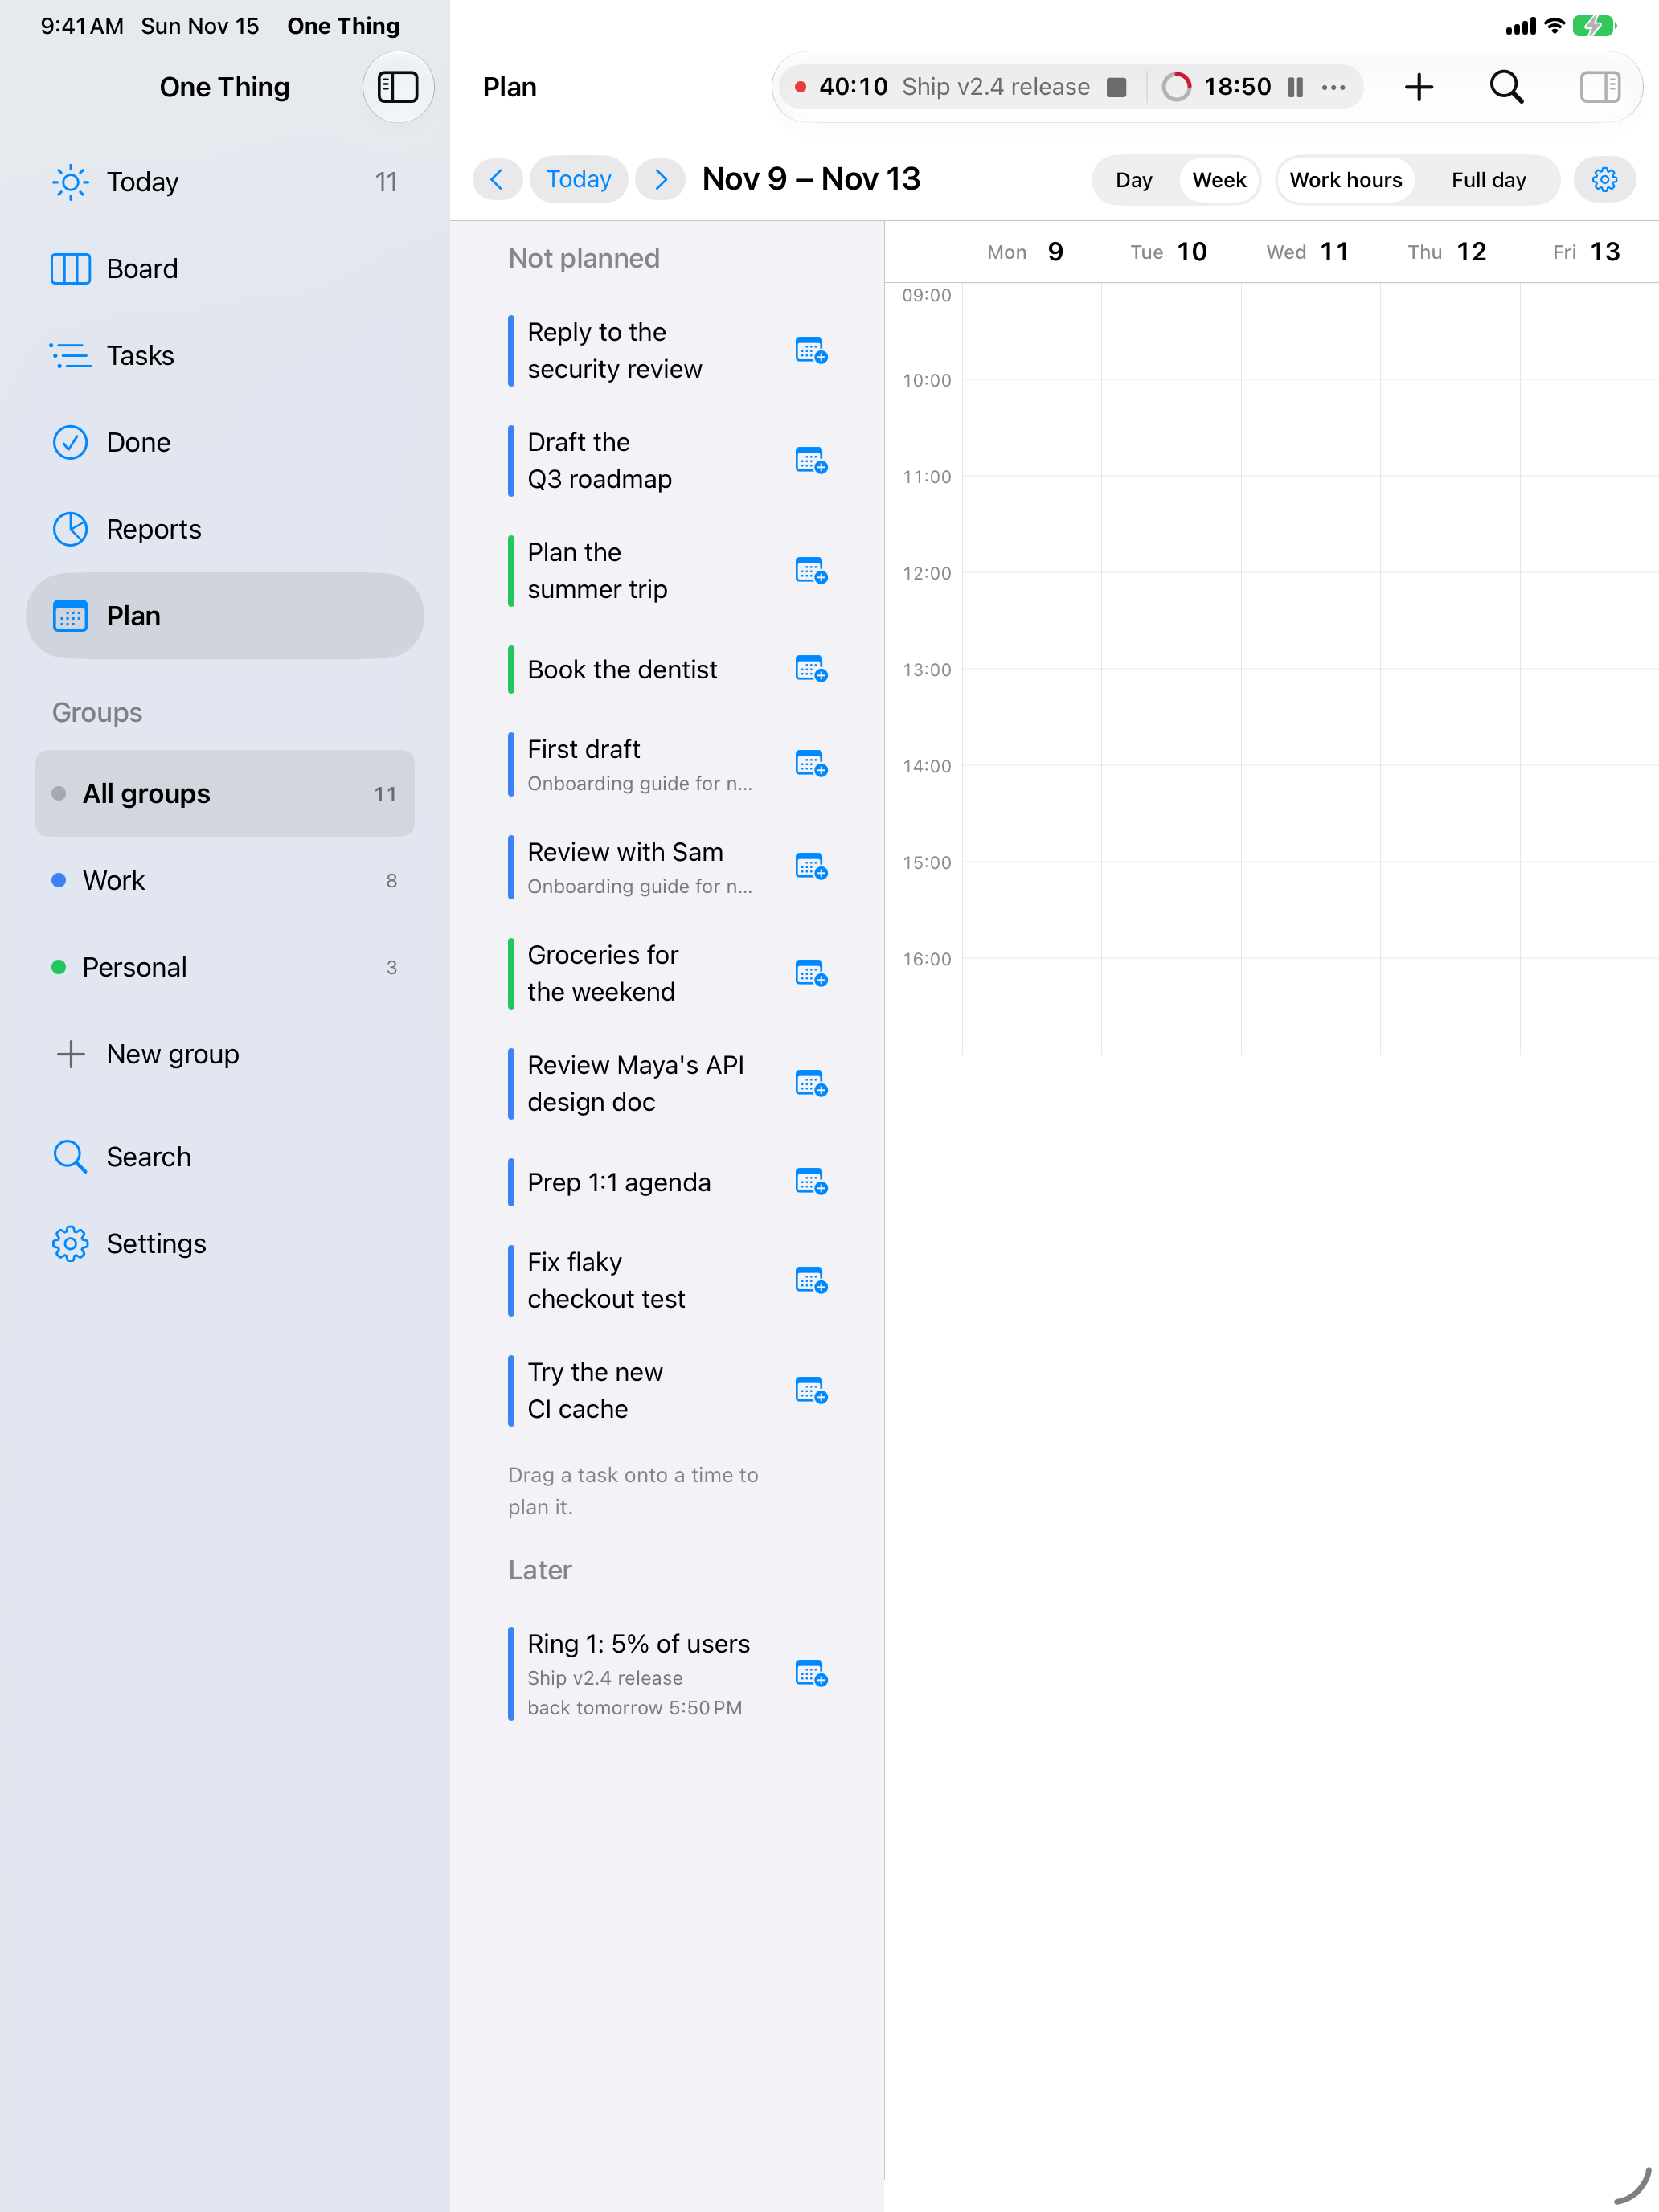 9:41 AM Sun Nov 15 One Thing
One Thing
Today 11
Board
Tasks
Done
Reports
Plan
Groups
All groups 11
Work 8
Personal 3
New group
Search
Settings
Plan
40:10 Ship v2.4 release 18:50
Today
Nov 9 – Nov 13
Day Week
Work hours Full day
Not planned
Reply to the
security review
Draft the
Q3 roadmap
Plan the
summer trip
Book the dentist
First draft
Onboarding guide for n...
Review with Sam
Onboarding guide for n...
Groceries for
the weekend
Review Maya's API
design doc
Prep 1:1 agenda
Fix flaky
checkout test
Try the new
CI cache
Drag a task onto a time to
plan it.
Later
Ring 1: 5% of users
Ship v2.4 release
back tomorrow 5:50 PM
Mon 9 Tue 10 Wed 11 Thu 12 Fri 13
09:00
10:00
11:00
12:00
13:00
14:00
15:00
16:00